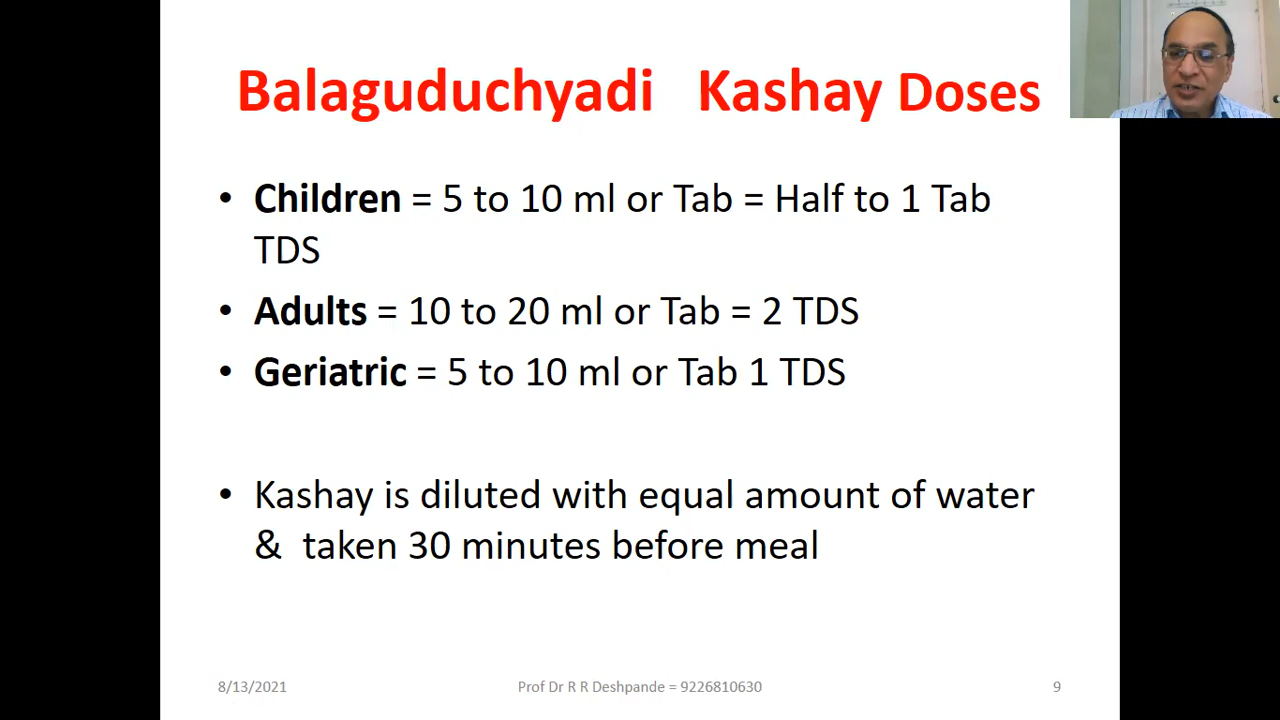 Balaguduchyadi Kashay Doses
• Children = 5 to 10 ml or Tab = Half to 1 Tab
TDS
• Adults = 10 to 20 ml or Tab = 2 TDS
• Geriatric = 5 to 10 ml or Tab 1 TDS
• Kashay is diluted with equal amount of water
& taken 30 minutes before meal
8/13/2021 Prof Dr R R Deshpande = 9226810630 9